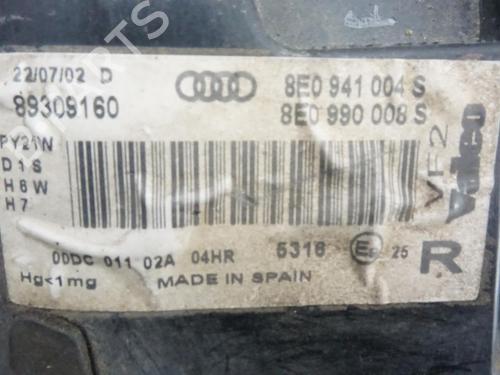 22/07/02 D
89309160
8E0 941 004 S
8E0 990 008 S
PY21W
D1S
H6W
H7
VF2
00DC 011 02A 04HR 5316 25
R
Hg<1mg
MADE IN SPAIN